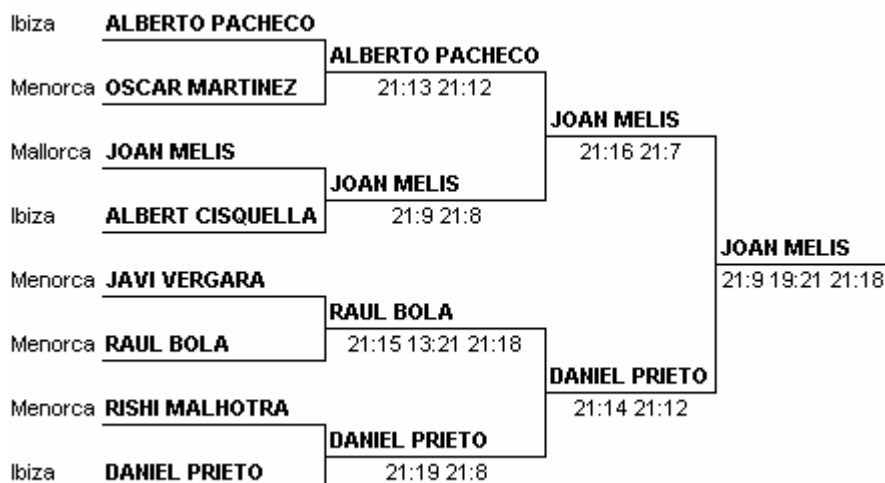 Ibiza ALBERTO PACHECO
ALBERTO PACHECO
Menorca OSCAR MARTINEZ 21:13 21:12
JOAN MELIS
Mallorca JOAN MELIS 21:16 21:7
JOAN MELIS
Ibiza ALBERT CISQUELLA 21:9 21:8
JOAN MELIS
Menorca JAVI VERGARA 21:9 19:21 21:18
RAUL BOLA
Menorca RAUL BOLA 21:15 13:21 21:18
DANIEL PRIETO
Menorca RISHI MALHOTRA 21:14 21:12
DANIEL PRIETO
Ibiza DANIEL PRIETO 21:19 21:8